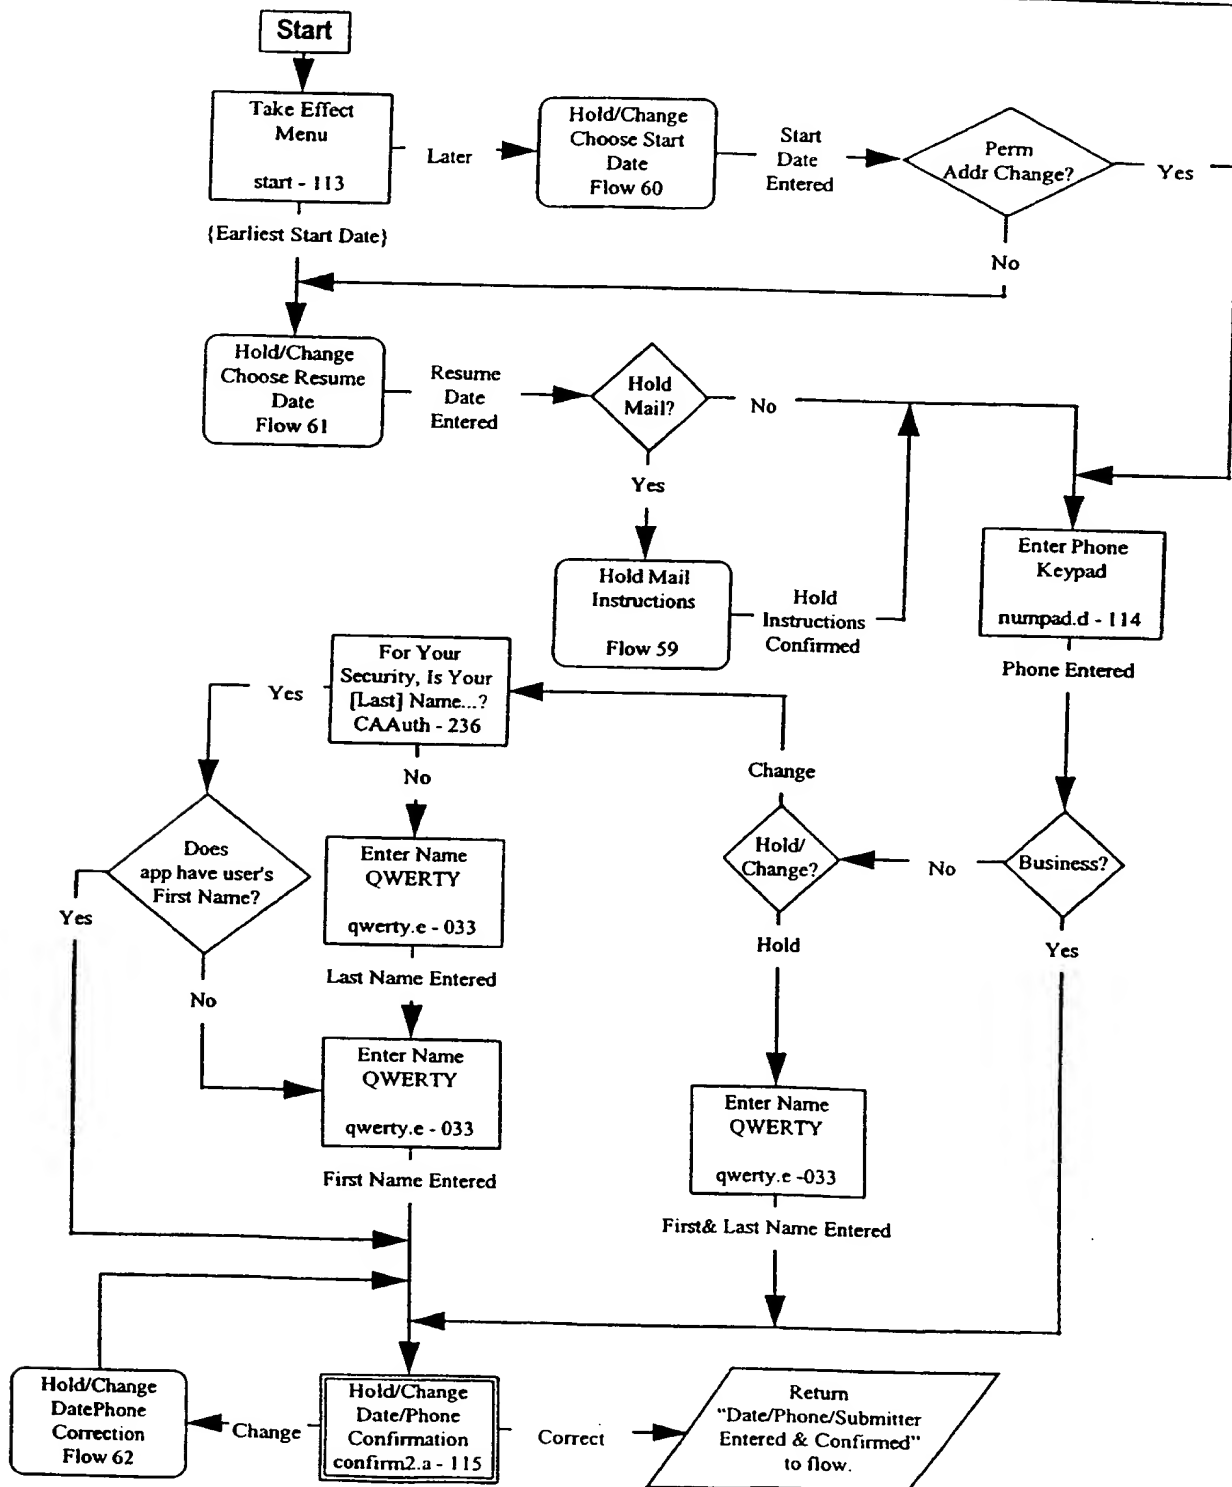 Start
Take Effect
Menu
start - 113
Later
Hold/Change
Choose Start
Date
Flow 60
Start
Date
Entered
Perm
Addr Change?
Yes
{Earliest Start Date}
No
Hold/Change
Choose Resume
Date
Flow 61
Resume
Date
Entered
Hold
Mail?
No
Yes
Enter Phone
Keypad
numpad.d - 114
Hold Mail
Instructions
Flow 59
Hold
Instructions
Confirmed
Phone Entered
For Your
Security, Is Your
[Last] Name...?
CAAuth - 236
Yes
No
Change
Does
app have user's
First Name?
Enter Name
QWERTY
qwerty.e - 033
Hold/
Change?
No
Business?
Yes
Last Name Entered
Hold
Yes
No
Enter Name
QWERTY
qwerty.e - 033
Enter Name
QWERTY
qwerty.e -033
First Name Entered
First& Last Name Entered
Hold/Change
DatePhone
Correction
Flow 62
Change
Hold/Change
Date/Phone
Confirmation
confirm2.a - 115
Correct
Return
"Date/Phone/Submitter
Entered & Confirmed"
to flow.